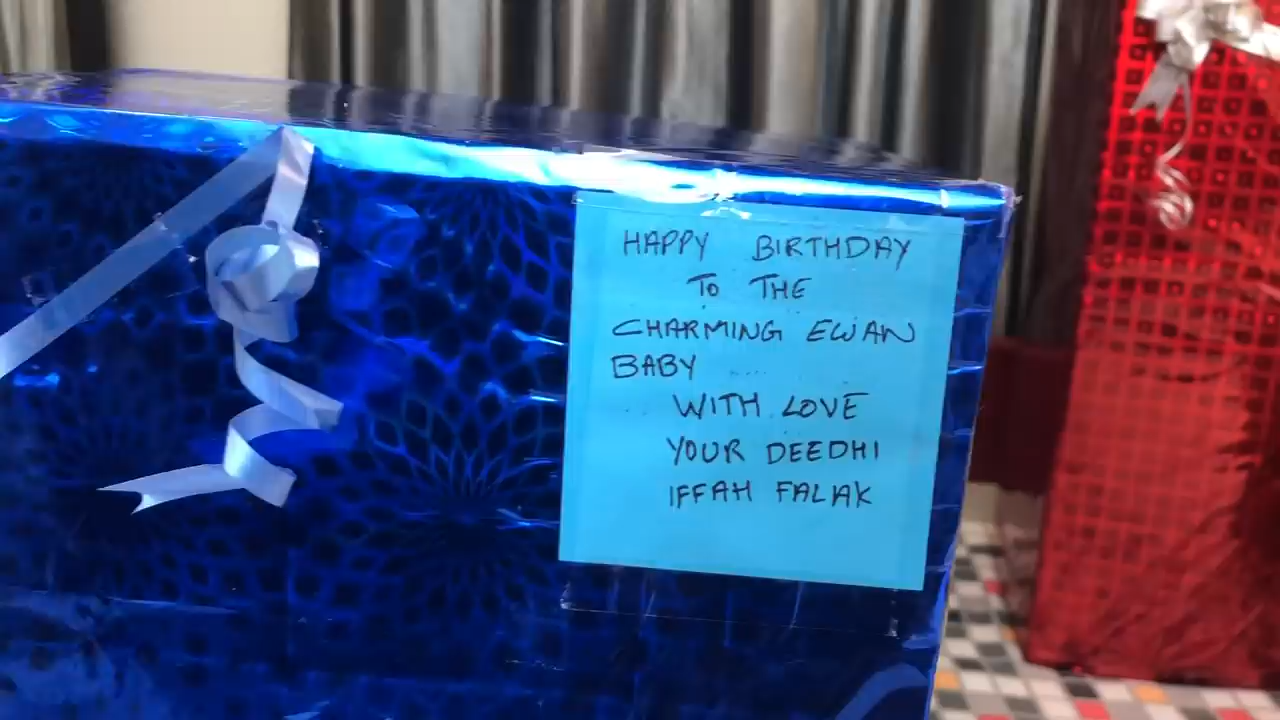 HAPPY BIRTHDAY
TO THE
CHARMING EWAN
BABY
WITH LOVE
YOUR DEEDHI
IFFAH FALAK